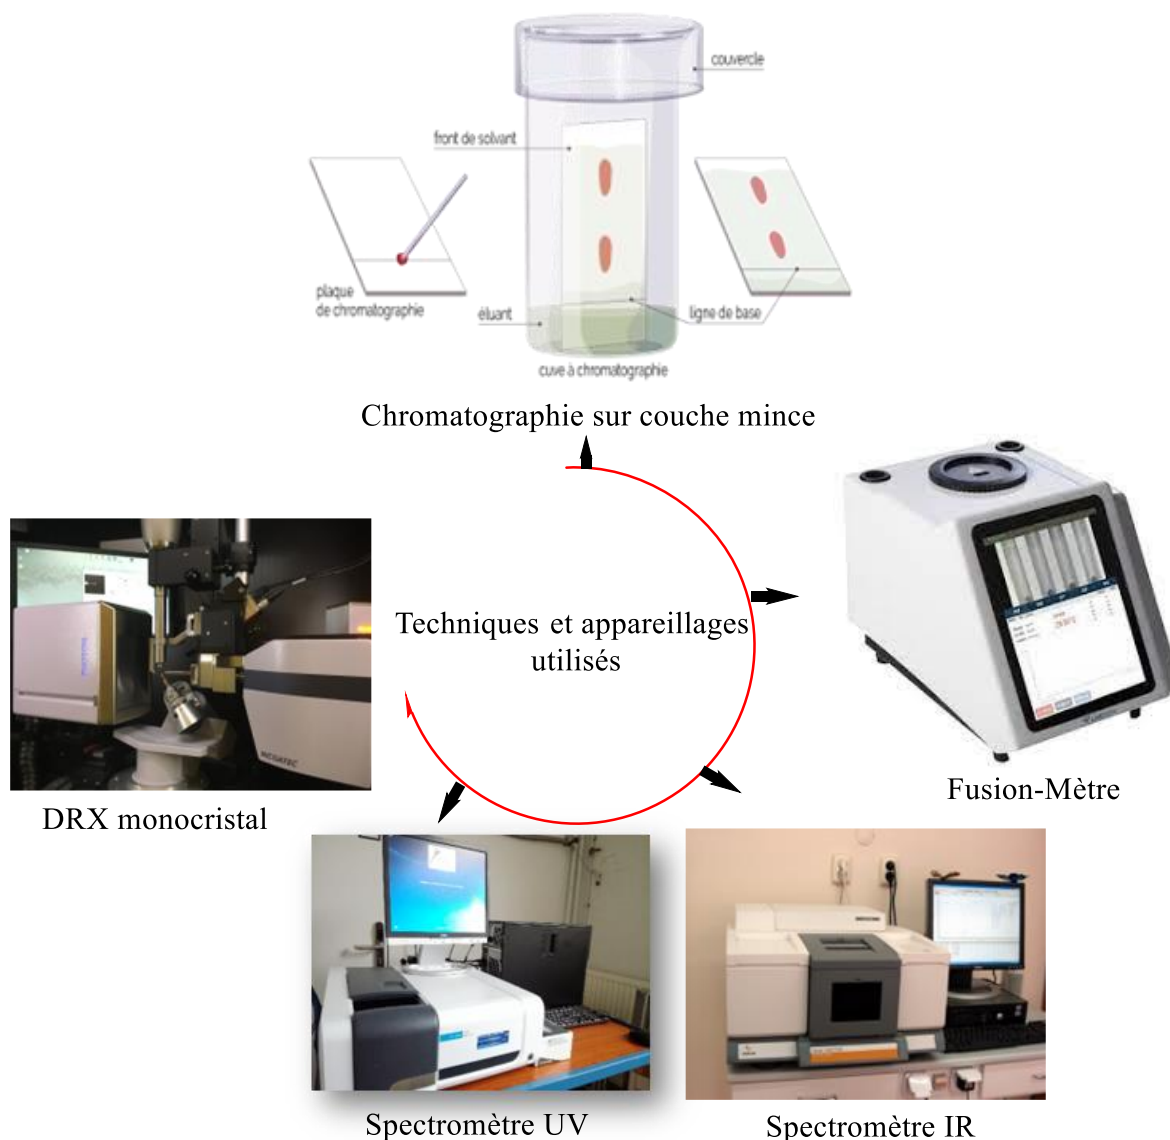 couvercle
front de solvant
plaque
de chromatographie
éluant
ligne de base
cuve à chromatographie
Chromatographie sur couche mince
Techniques et appareillages
utilisés
INCOATEC
DRX monocristal
Fusion-Mètre
Spectromètre UV
Spectromètre IR